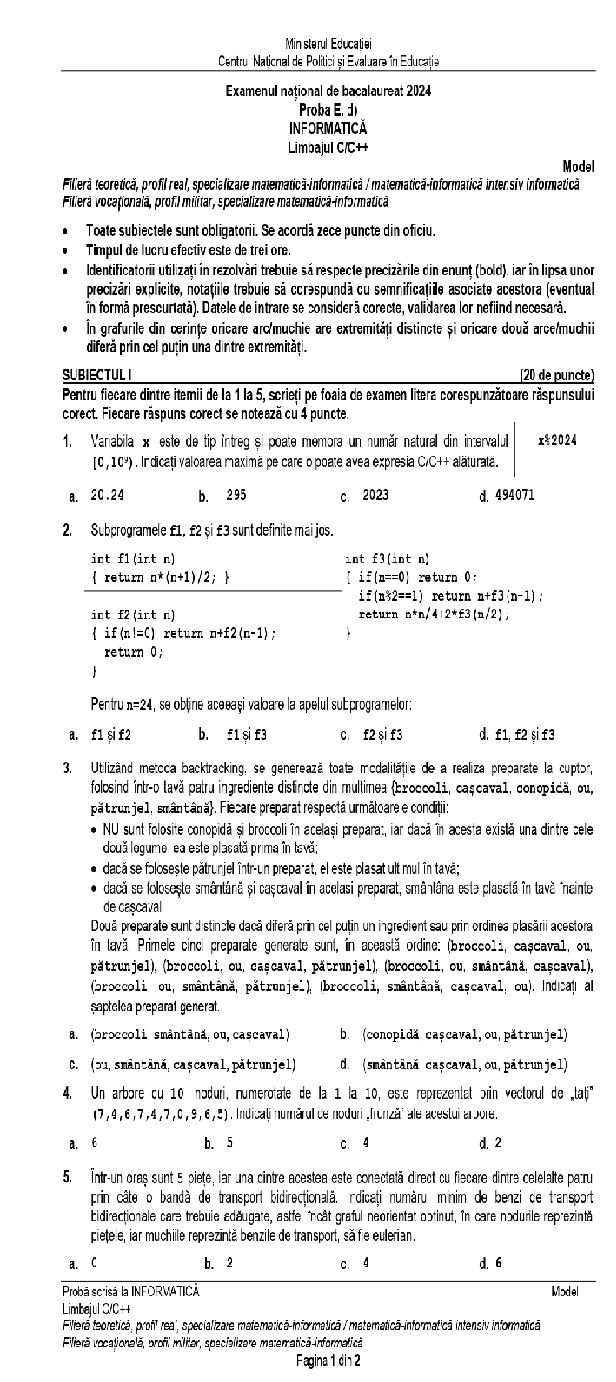 Ministerul Educației
Centrul Național de Politici și Evaluare în Educație
Examenul național de bacalaureat 2024
Proba E. d)
INFORMATICĂ
Limbajul C/C++
Model
Filieră teoretică, profil real, specializare matematică-informatică / matematică-informatică intensiv informatică
Filieră vocațională, profil militar, specializare matematică-informatică
• Toate subiectele sunt obligatorii. Se acordă zece puncte din oficiu.
• Timpul de lucru efectiv este de trei ore.
• Identificatorii utilizați în rezolvări trebuie să respecte precizările din enunț (bold), iar în lipsa unor
precizări explicite, notațiile trebuie să corespundă cu semnificațiile asociate acestora (eventual
în formă prescurtată). Datele de intrare se consideră corecte, validarea lor nefiind necesară.
• În grafurile din cerințe oricare arc/muchie are extremități distincte și oricare două arce/muchii
diferă prin cel puțin una dintre extremități.
SUBIECTUL I (20 de puncte)
Pentru fiecare dintre itemii de la 1 la 5, scrieți pe foaia de examen litera corespunzătoare răspunsului
corect. Fiecare răspuns corect se notează cu 4 puncte.
1. Variabila x este de tip întreg și poate memora un număr natural din intervalul x%2024
[0,10⁹). Indicați valoarea maximă pe care o poate avea expresia C/C++ alăturată.
a. 20.24 b. 295 c. 2023 d. 494071
2. Subprogramele f1, f2 și f3 sunt definite mai jos.
int f1(int n)
{ return n*(n+1)/2; }
int f2(int n)
{ if(n!=0) return n+f2(n-1);
return 0;
}
int f3(int n)
{ if(n==0) return 0;
if(n%2==1) return n+f3(n-1);
return n*n/4+2*f3(n/2);
}
Pentru n=24, se obține aceeași valoare la apelul subprogramelor:
a. f1 și f2 b. f1 și f3 c. f2 și f3 d. f1, f2 și f3
3. Utilizând metoda backtracking, se generează toate modalitățile de a realiza preparate la cuptor,
folosind într-o tavă patru ingrediente distincte din mulțimea {broccoli, cașcaval, conopidă, ou,
pătrunjel, smântână}. Fiecare preparat respectă următoarele condiții:
• NU sunt folosite conopidă și broccoli în același preparat, iar dacă în acesta există una dintre cele
două legume, ea este placată prima în tavă;
• dacă se folosește pătrunjel într-un preparat, el este plasat ultimul în tavă;
• dacă se folosește smântână și cașcaval în același preparat, smântâna este plasată în tavă înainte
de cașcaval
Două preparate sunt distincte dacă diferă prin cel puțin un ingredient sau prin ordinea plasării acestora
în tavă. Primele cinci preparate generate sunt, în această ordine: (broccoli, cașcaval, ou,
pătrunjel), (broccoli, ou, cașcaval, pătrunjel), (broccoli, ou, smântână, cașcaval),
(broccoli, ou, smântână, pătrunjel), (broccoli, smântână, cașcaval, ou). Indicați al
șaptelea preparat generat.
a. (broccoli, smântână, ou, cașcaval) b. (conopidă, cașcaval, ou, pătrunjel)
c. (ou, smântână, cașcaval, pătrunjel) d. (smântână, cașcaval, ou, pătrunjel)
4. Un arbore cu 10 noduri, numerotate de la 1 la 10, este reprezentat prin vectorul de „tați”
(7,4,6,7,4,7,0,9,6,5). Indicați numărul de noduri „frunză” ale acestui arbore.
a. 6 b. 5 c. 4 d. 2
5. Într-un oraș sunt 5 piețe, iar una dintre acestea este conectată direct cu fiecare dintre celelalte patru
prin câte o bandă de transport bidirecțională. Indicați numărul minim de benzi de transport
bidirecționale care trebuie adăugate, astfel încât graful neorientat obținut, în care nodurile reprezintă
piețele, iar muchiile reprezintă benzile de transport, să fie eulerian.
a. 0 b. 2 c. 4 d. 6
Probă scrisă la INFORMATICĂ Model
Limbajul C/C++
Filieră teoretică, profil real, specializare matematică-informatică / matematică-informatică intensiv informatică
Filieră vocațională, profil militar, specializare matematică-informatică
Pagina 1 din 2